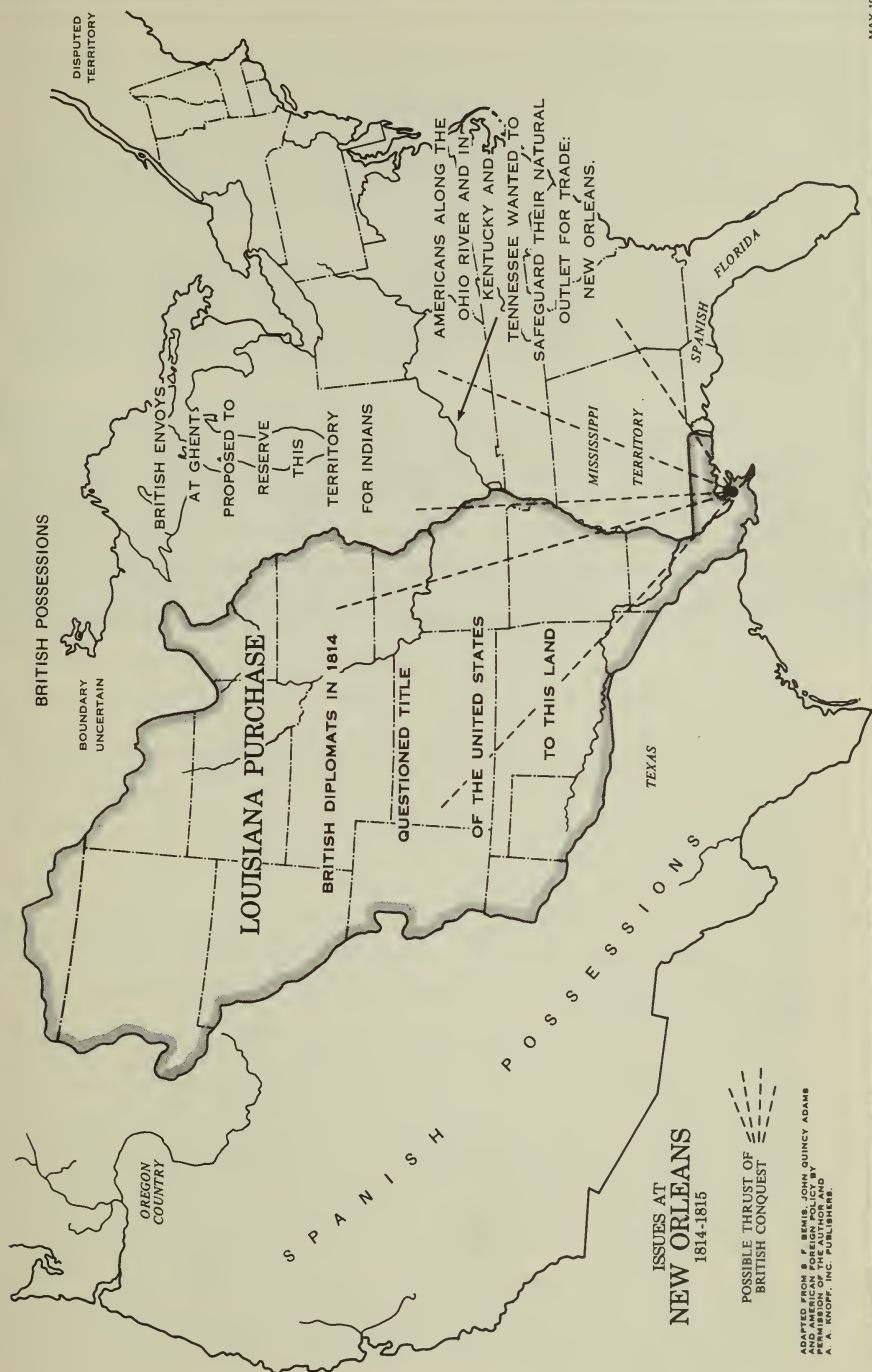 BRITISH POSSESSIONS
BOUNDARY
UNCERTAIN
DISPUTED
TERRITORY
BRITISH ENVOYS
AT GHENT
PROPOSED TO
RESERVE
THIS
TERRITORY
FOR INDIANS
AMERICANS ALONG THE
OHIO RIVER AND IN
KENTUCKY AND
TENNESSEE WANTED TO
SAFEGUARD THEIR NATURAL
OUTLET FOR TRADE:
NEW ORLEANS.
OREGON
COUNTRY
LOUISIANA PURCHASE
BRITISH DIPLOMATS IN 1814
QUESTIONED TITLE
OF THE UNITED STATES
TO THIS LAND
MISSISSIPPI
TERRITORY
SPANISH
FLORIDA
TEXAS
SPANISH POSSESSIONS
ISSUES AT
NEW ORLEANS
1814-1815
POSSIBLE THRUST OF
BRITISH CONQUEST
ADAPTED FROM S. F. BEMIS, JOHN QUINCY ADAMS
AND AMERICAN FOREIGN POLICY BY
PERMISSION OF THE AUTHOR AND
A. A. KNOPF, INC. PUBLISHERS.
MAY